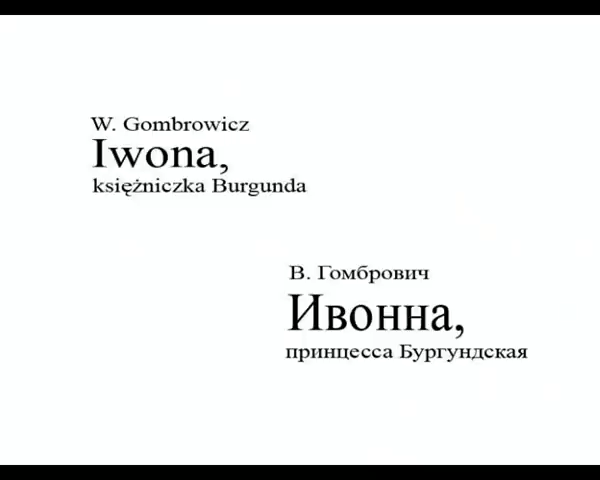 W. Gombrowicz
Iwona,
księżniczka Burgunda
В. Гомбрович
Ивонна,
принцесса Бургундская